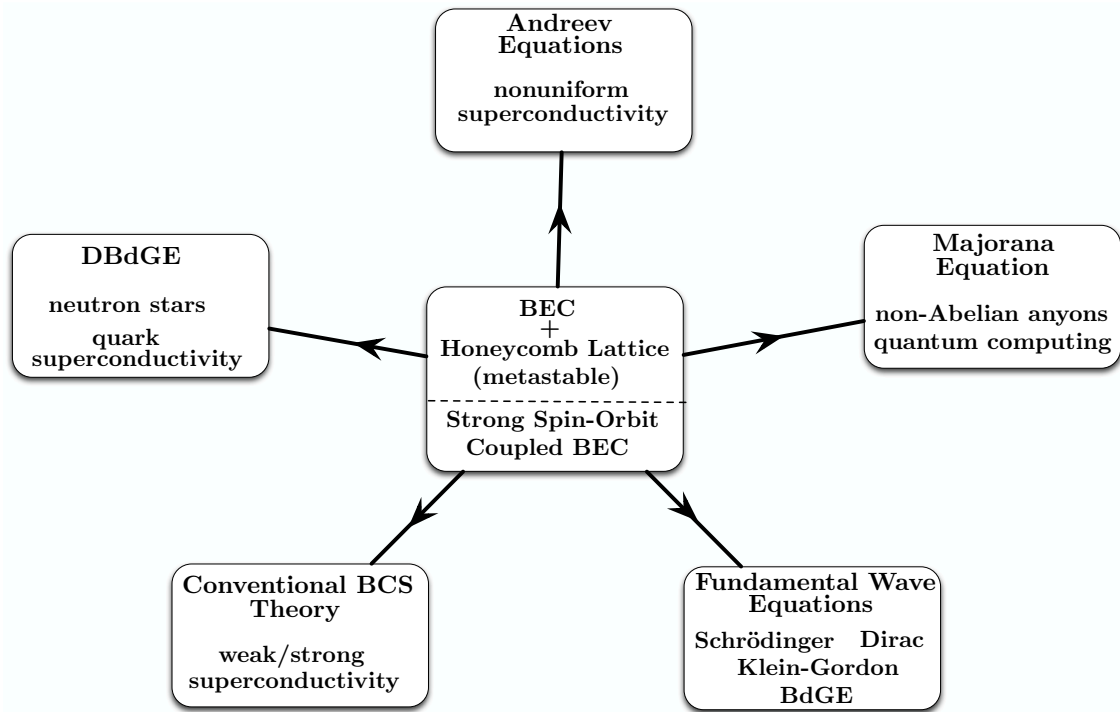 Andreev
Equations
nonuniform
superconductivity
DBdGE
neutron stars
quark
superconductivity
BEC
+
Honeycomb Lattice
(metastable)
Strong Spin-Orbit
Coupled BEC
Majorana
Equation
non-Abelian anyons
quantum computing
Conventional BCS
Theory
weak/strong
superconductivity
Fundamental Wave
Equations
Schrödinger Dirac
Klein-Gordon
BdGE